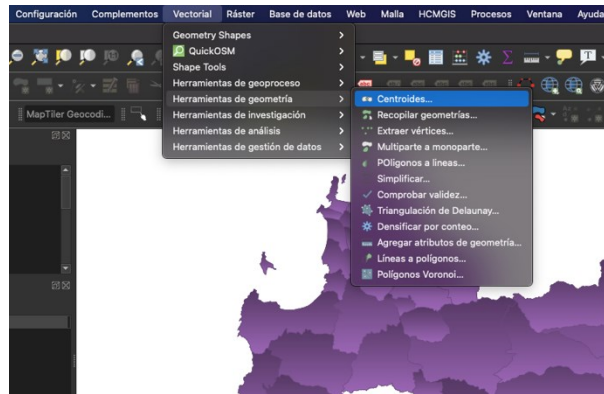 Configuración Complementos Vectorial Ráster Base de datos Web Malla HCMGIS Procesos Ventana Ayuda
Geometry Shapes
QuickOSM
Shape Tools
Herramientas de geoproceso
Herramientas de geometría
Herramientas de investigación
Herramientas de análisis
Herramientas de gestión de datos
Centroides...
Recopilar geometrías...
Extraer vértices...
Multiparte a monoparte...
POlígonos a líneas...
Simplificar...
Comprobar validez...
Triangulación de Delaunay...
Densificar por conteo...
Agregar atributos de geometría...
Líneas a polígonos...
Polígonos Voronoi...
MapTiler Geocodi...